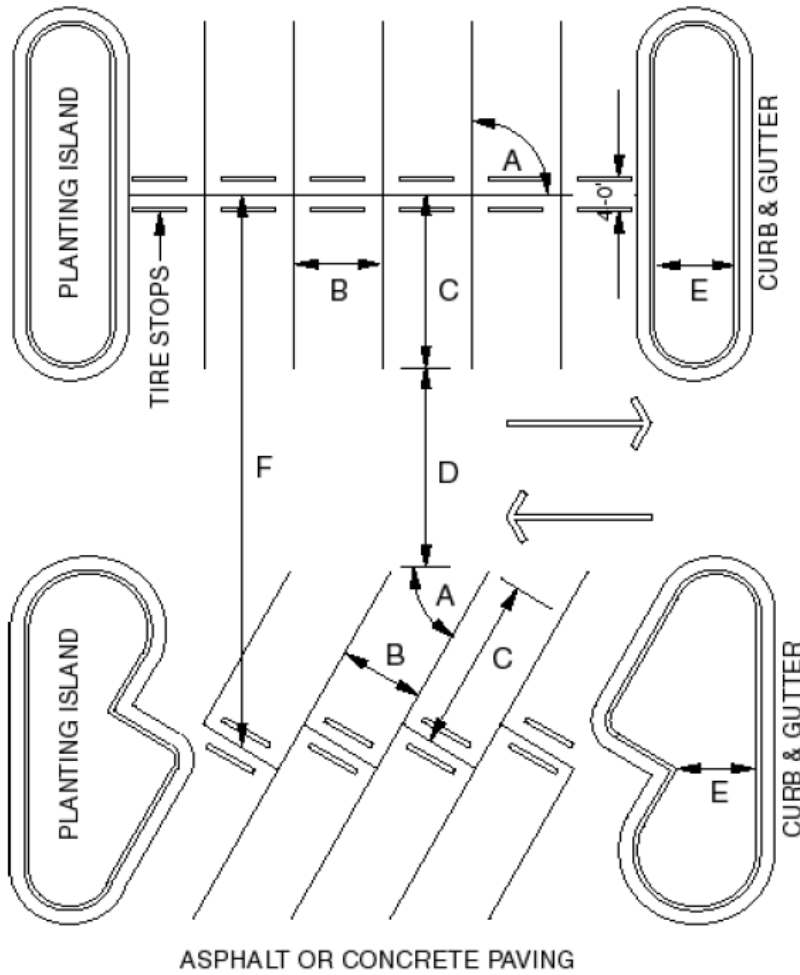 PLANTING ISLAND
CURB & GUTTER
A
4-0'
TIRE STOPS
B
C
E
F
D
A
B
C
PLANTING ISLAND
E
CURB & GUTTER
ASPHALT OR CONCRETE PAVING